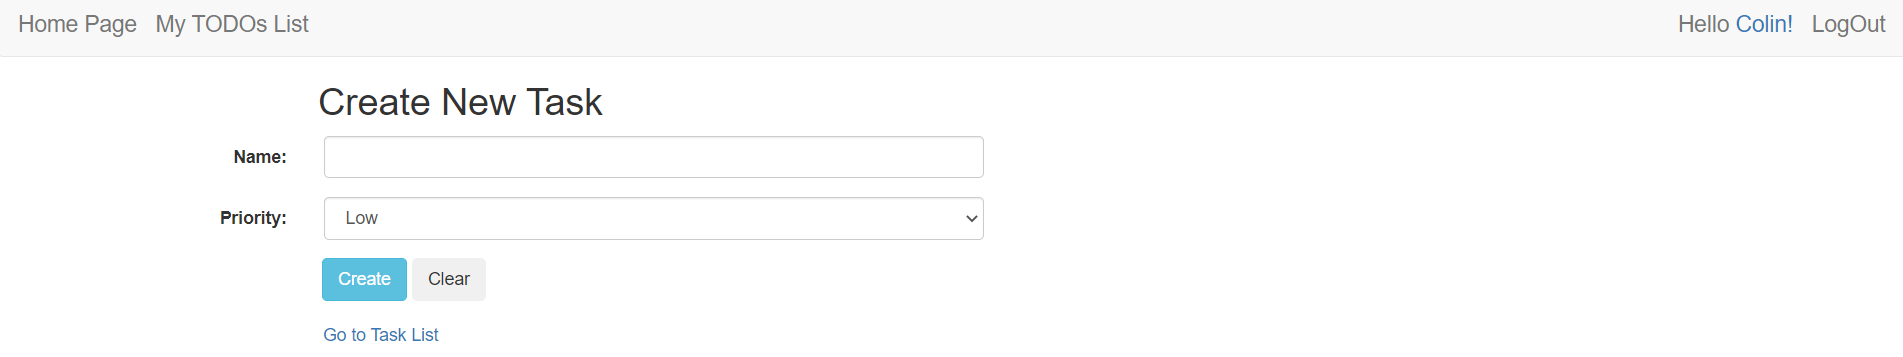 Home Page My TODOs List Hello Colin! LogOut
Create New Task
Name:
Priority: Low
Create Clear
Go to Task List